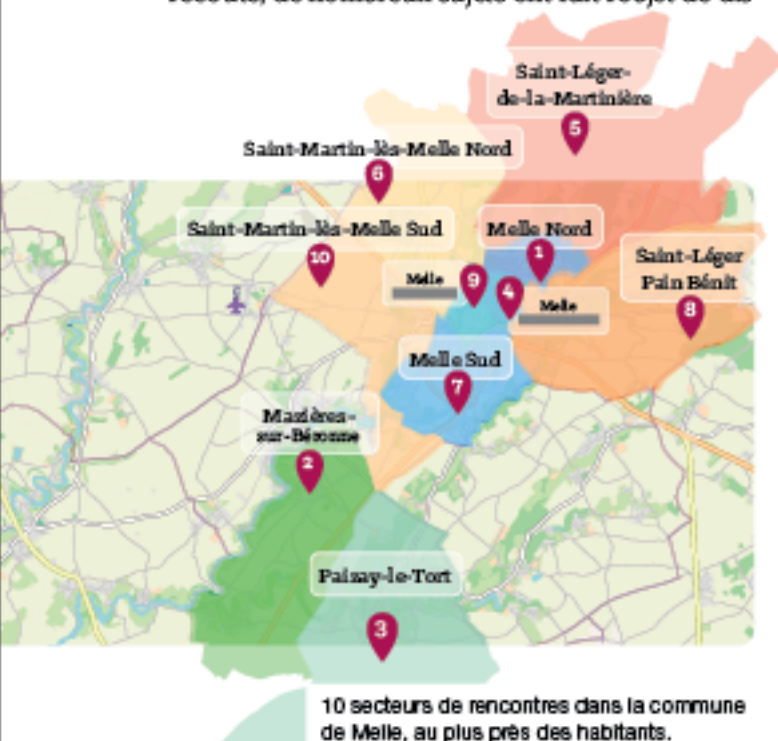 Saint-Léger-
de-la-Martinière
5
Saint-Martin-lès-Melle Nord
6
Saint-Martin-lès-Melle Sud
10
Melle Nord
1
Saint-Léger
Pain Bénit
8
Melle
9
4
Melle
Melle Sud
7
Mazières-
sur-Béronne
2
Paizay-le-Tort
3
10 secteurs de rencontres dans la commune
de Melle, au plus près des habitants.